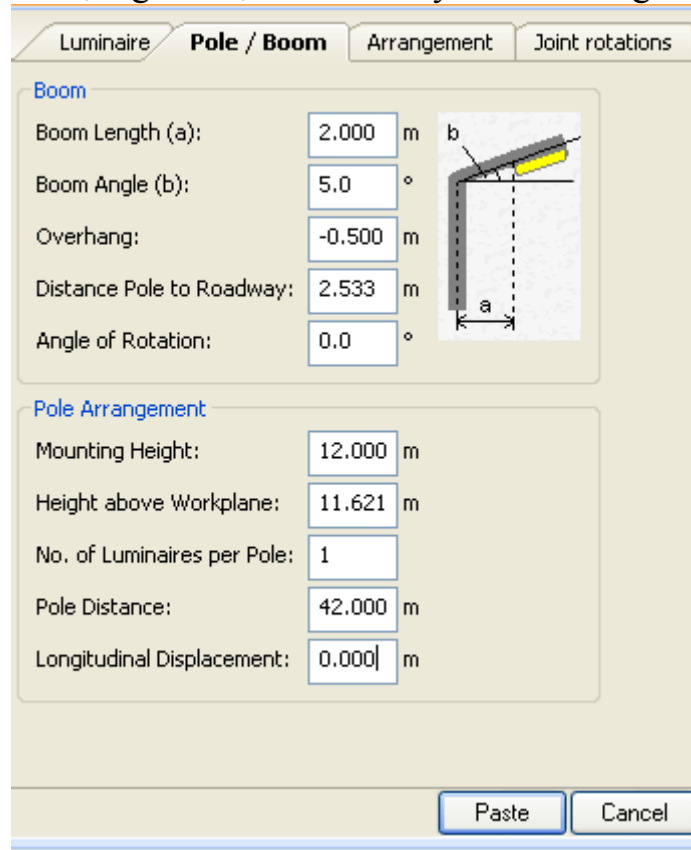 Luminaire Pole / Boom Arrangement Joint rotations
Boom
Boom Length (a): 2.000 m
b
Boom Angle (b): 5.0 °
Overhang: -0.500 m
Distance Pole to Roadway: 2.533 m
a
Angle of Rotation: 0.0 °
Pole Arrangement
Mounting Height: 12.000 m
Height above Workplane: 11.621 m
No. of Luminaires per Pole: 1
Pole Distance: 42.000 m
Longitudinal Displacement: 0.000 m
Paste Cancel